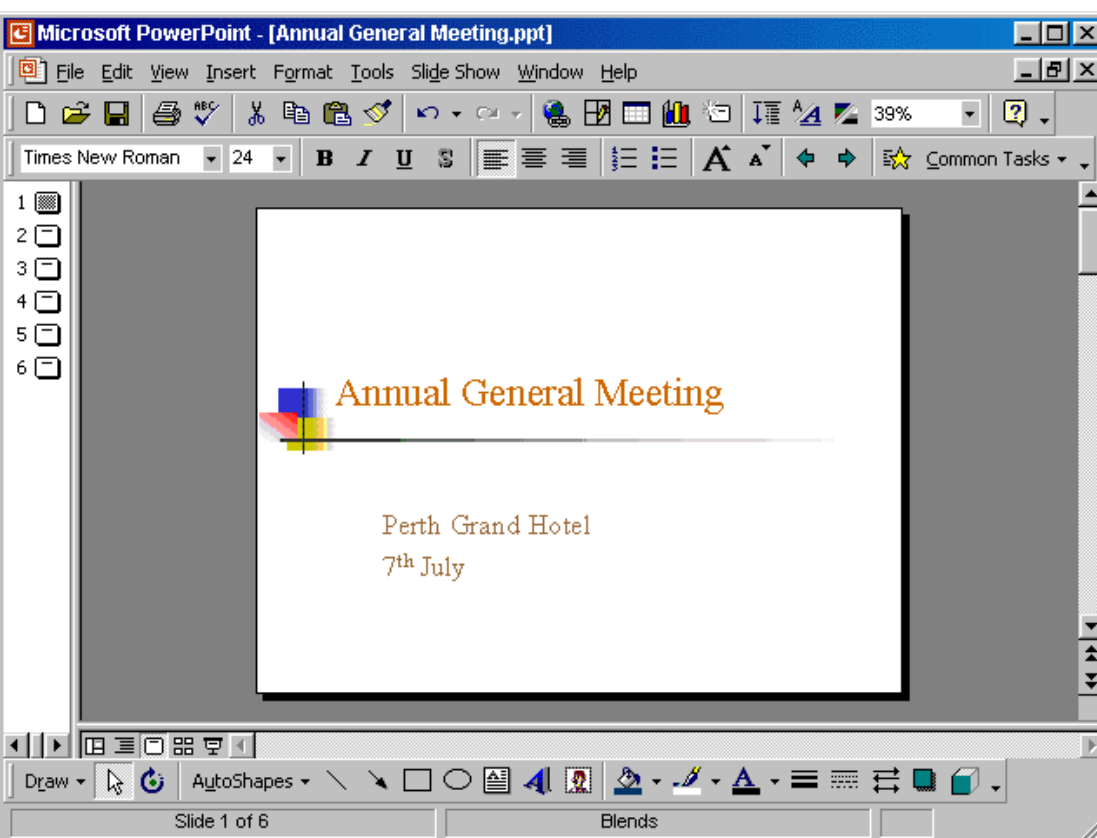 Microsoft PowerPoint - [Annual General Meeting.ppt]
File Edit View Insert Format Tools Slide Show Window Help
ABC 39%
Times New Roman 24 B I U S A A Common Tasks
1
2
3
4
5
6
Annual General Meeting
Perth Grand Hotel
7th July
Draw AutoShapes A A
Slide 1 of 6 Blends